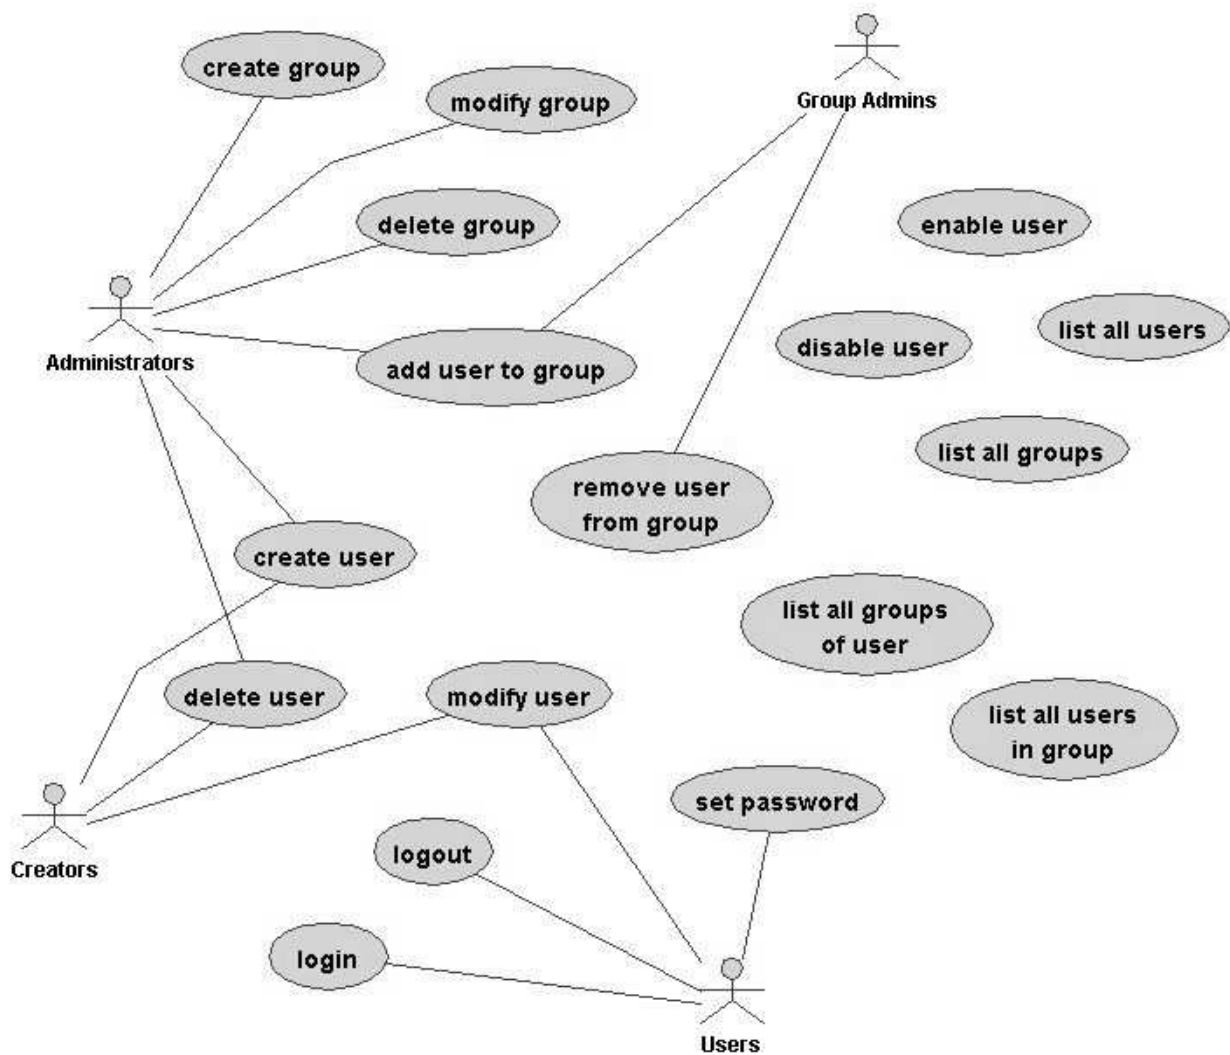 create group
modify group
Group Admins
delete group
enable user
Administrators
add user to group
disable user
list all users
list all groups
remove user
from group
create user
list all groups
of user
delete user
modify user
list all users
in group
set password
Creators
logout
login
Users